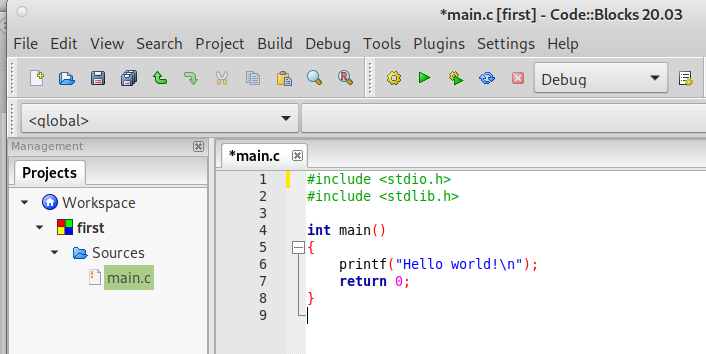 *main.c [first] - Code::Blocks 20.03
File Edit View Search Project Build Debug Tools Plugins Settings Help
Debug
<global>
Management
Projects
*main.c
Workspace
first
Sources
main.c
1 #include <stdio.h>
2 #include <stdlib.h>
3
4 int main()
5 {
6 printf("Hello world!\n");
7 return 0;
8 }
9